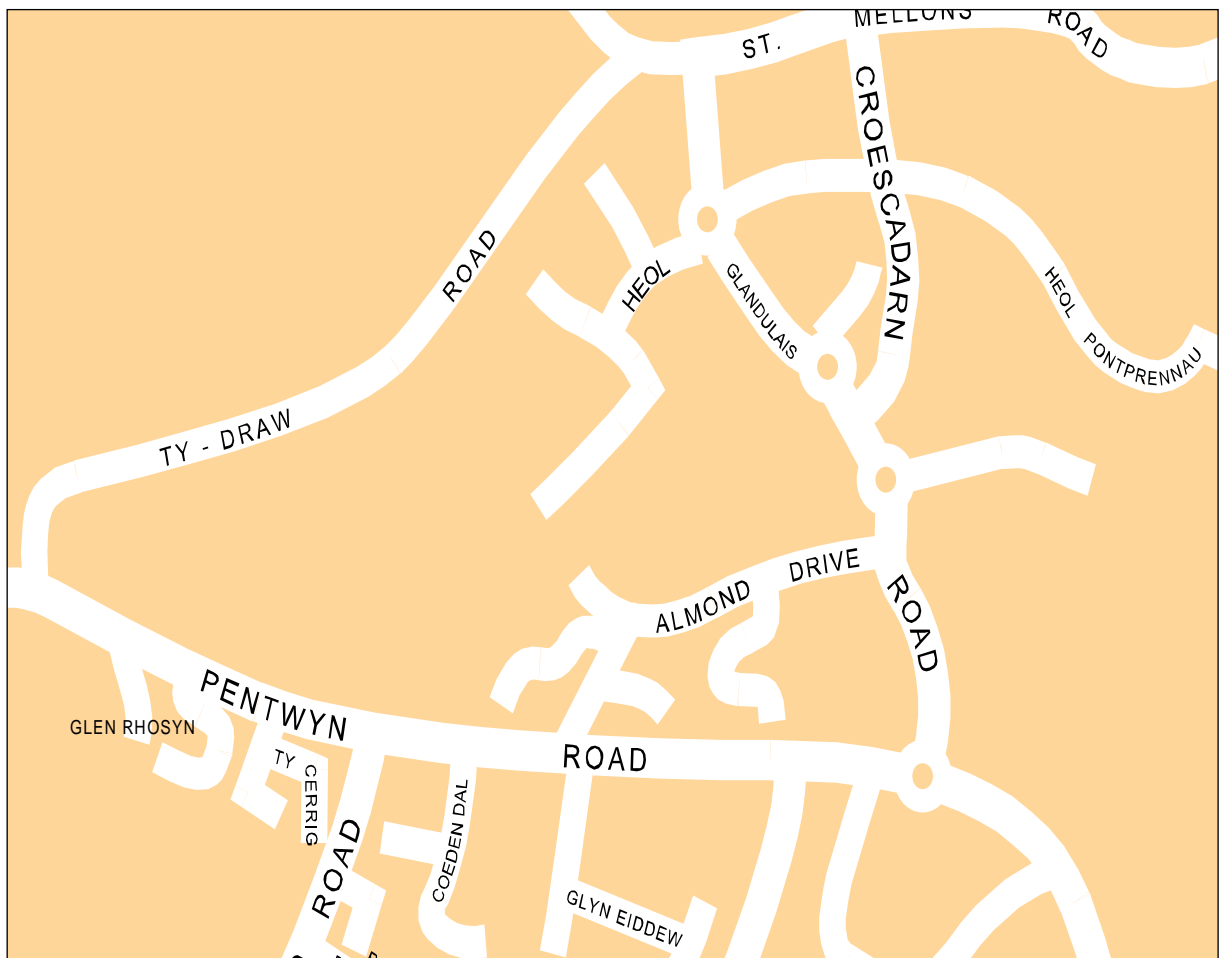 ST. MELLONS ROAD
CROESCADARN ROAD
TY - DRAW ROAD
HEOL GLANDULAIS
HEOL PONTPRENNAU
ALMOND DRIVE
PENTWYN ROAD
GLEN RHOSYN
TY CERRIG
ROAD
COEDEN DAL
GLYN EIDDEW